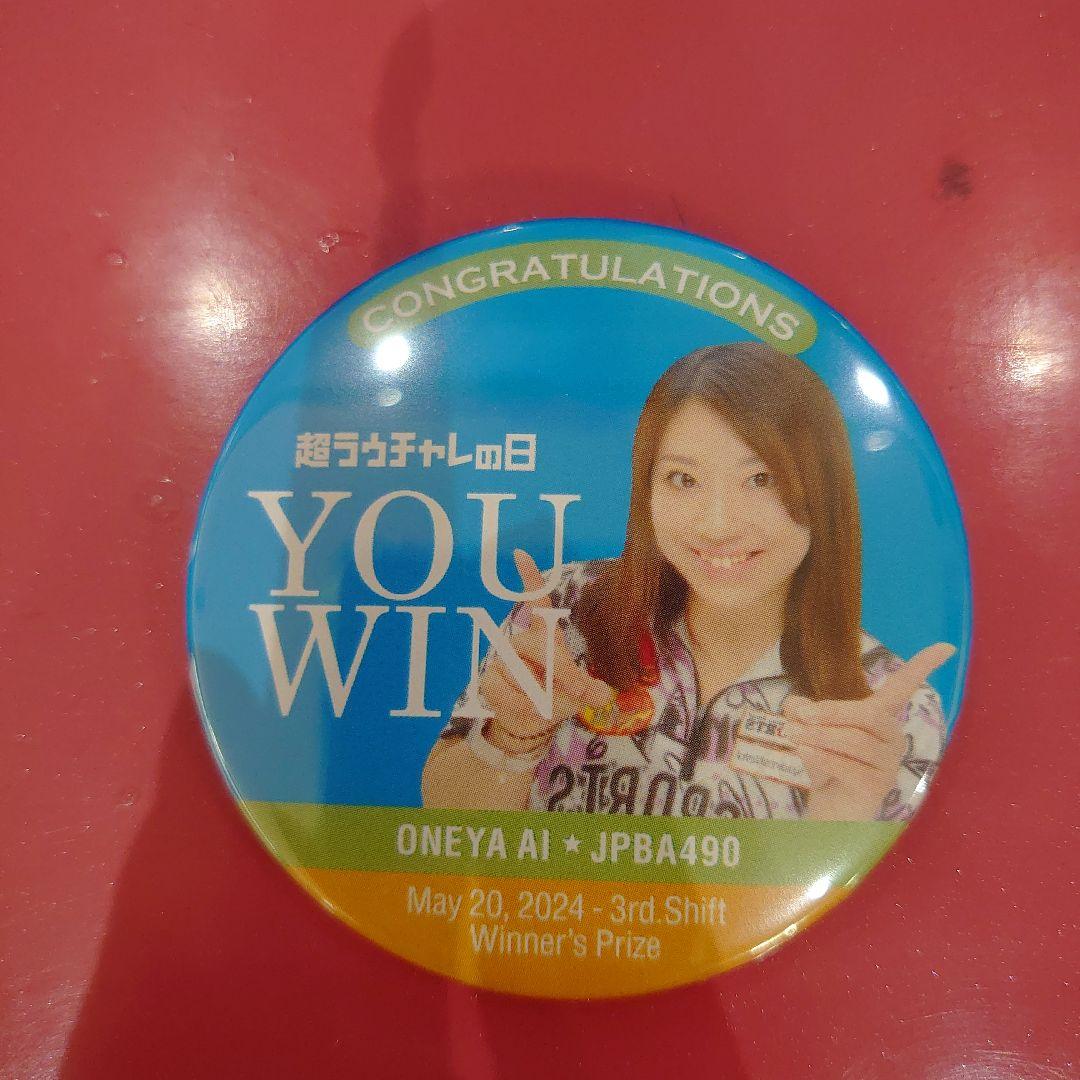 CONGRATULATIONS
超ラウチャレの日
YOU
WIN
ONEYA AI ★ JPBA490
May 20, 2024 - 3rd.Shift
Winner's Prize